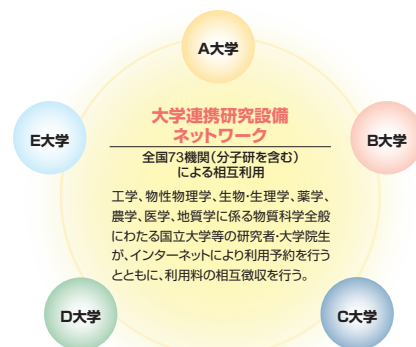 A大学
大学連携研究設備
ネットワーク
E大学
B大学
全国73機関(分子研を含む)
による相互利用
工学、物性物理学、生物・生理学、薬学、
農学、医学、地質学に係る物質科学全般
にわたる国立大学等の研究者・大学院生
が、インターネットにより利用予約を行う
とともに、利用料の相互徴収を行う。
D大学
C大学